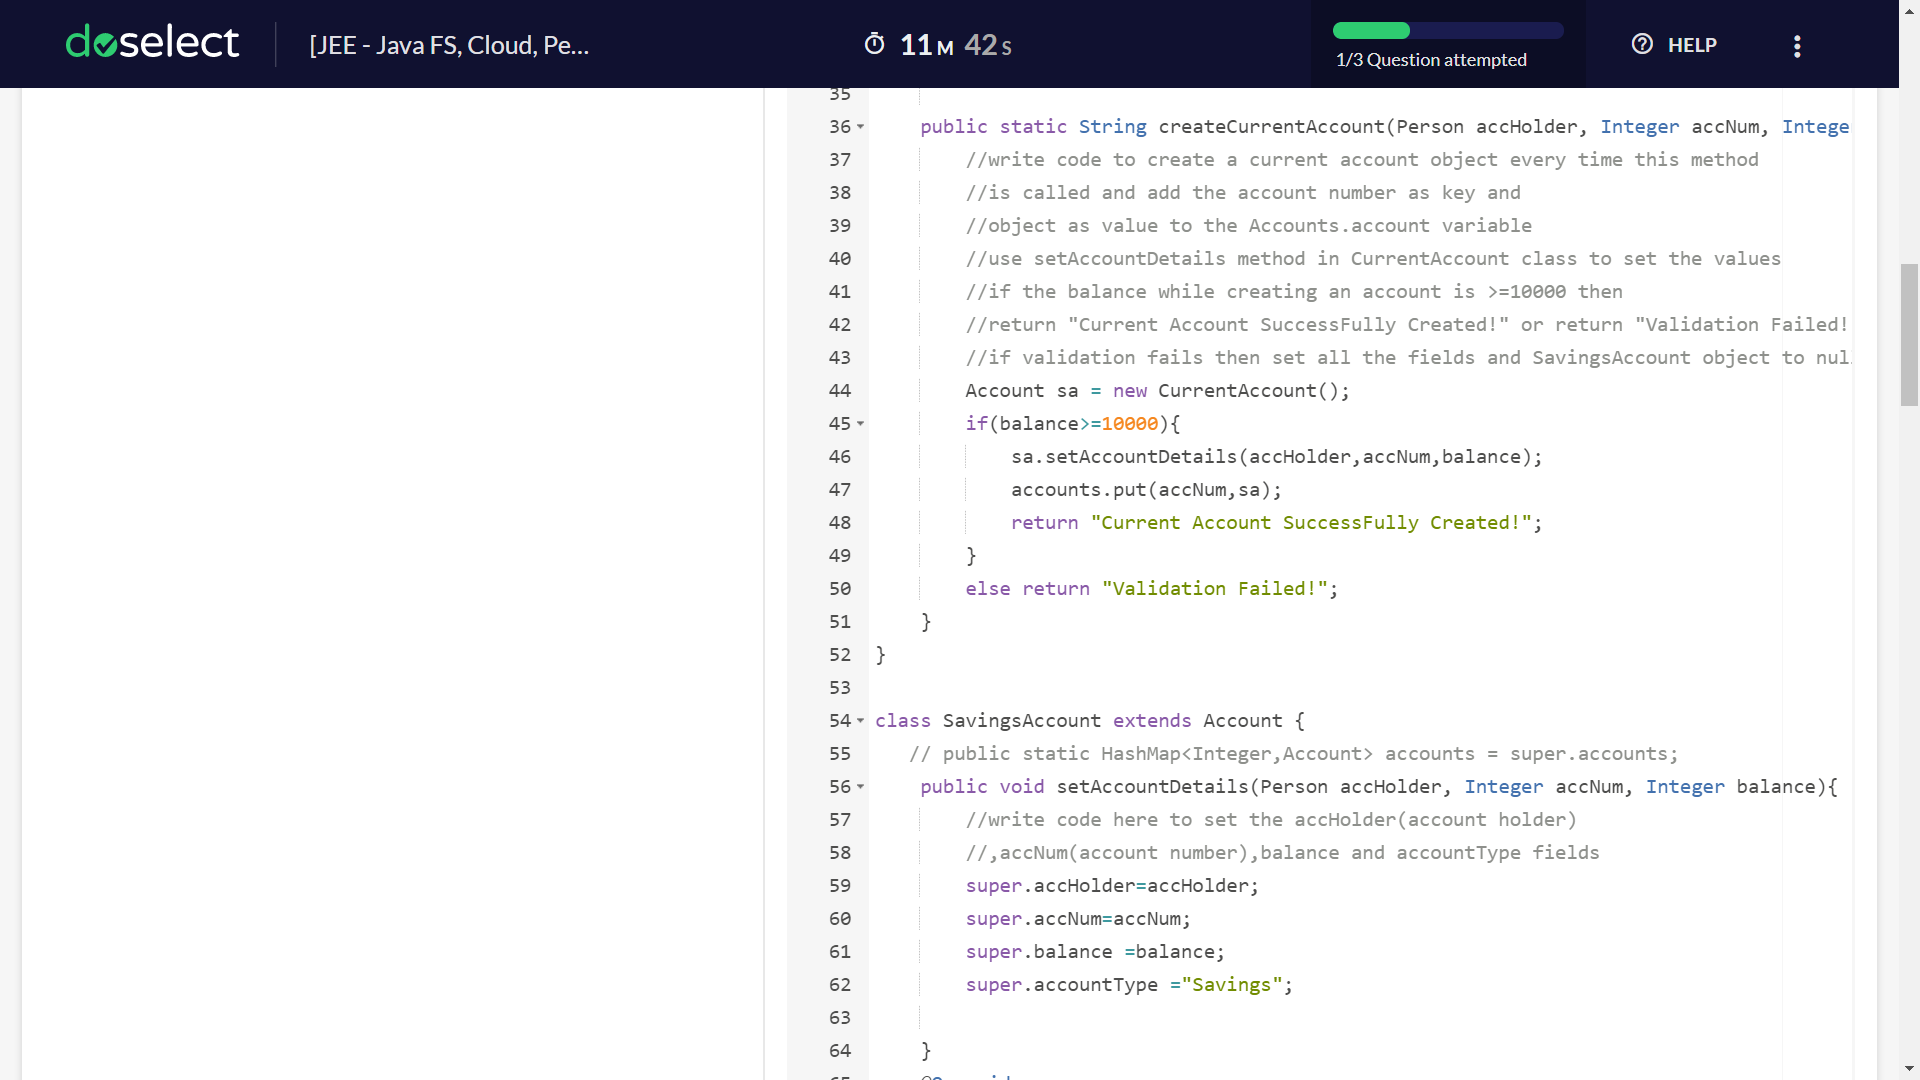 doselect
[JEE - Java FS, Cloud, Pe...
11M 42S
1/3 Question attempted
HELP
35
36 public static String createCurrentAccount(Person accHolder, Integer accNum, Intege
37 //write code to create a current account object every time this method
38 //is called and add the account number as key and
39 //object as value to the Accounts.account variable
40 //use setAccountDetails method in CurrentAccount class to set the values
41 //if the balance while creating an account is >=10000 then
42 //return "Current Account SuccessFully Created!" or return "Validation Failed!
43 //if validation fails then set all the fields and SavingsAccount object to nul
44 Account sa = new CurrentAccount();
45 if(balance>=10000){
46 sa.setAccountDetails(accHolder,accNum,balance);
47 accounts.put(accNum,sa);
48 return "Current Account SuccessFully Created!";
49 }
50 else return "Validation Failed!";
51 }
52 }
53
54 class SavingsAccount extends Account {
55 // public static HashMap<Integer,Account> accounts = super.accounts;
56 public void setAccountDetails(Person accHolder, Integer accNum, Integer balance){
57 //write code here to set the accHolder(account holder)
58 //,accNum(account number),balance and accountType fields
59 super.accHolder=accHolder;
60 super.accNum=accNum;
61 super.balance =balance;
62 super.accountType ="Savings";
63
64 }